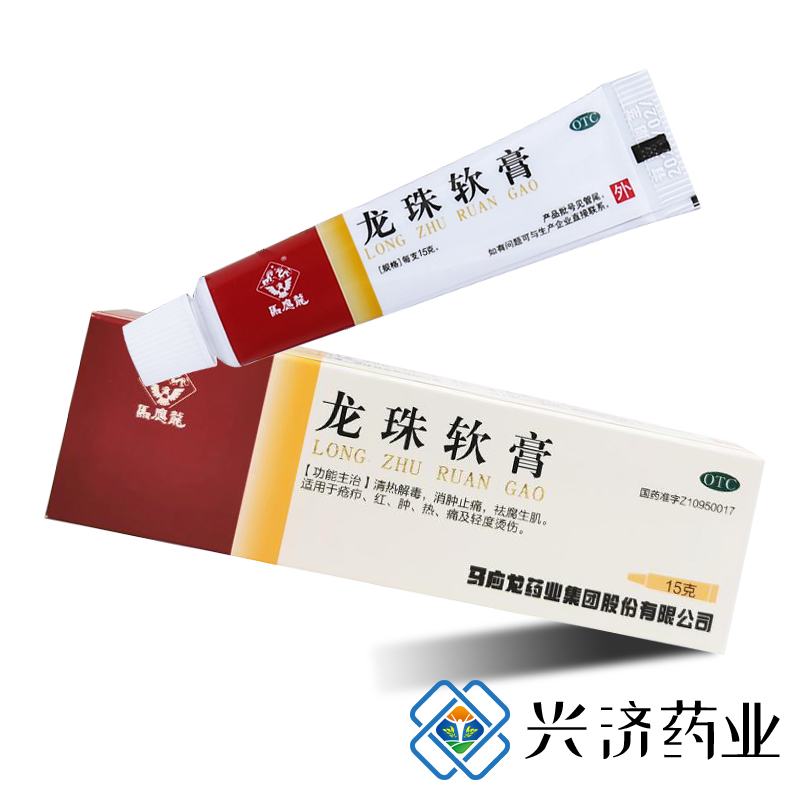 OTC
龙珠软膏
LONG ZHU RUAN GAO
[规格]每支15克。
外
产品批号见管尾,
如有问题可与生产企业直接联系。
®
馬應龍
馬應龍
龙珠软膏
LONG ZHU RUAN GAO
【功能主治】清热解毒,消肿止痛,祛腐生肌。
适用于疮疖、红、肿、热、痛及轻度烫伤。
OTC
国药准字Z10950017
15克
马应龙药业集团股份有限公司
兴济药业